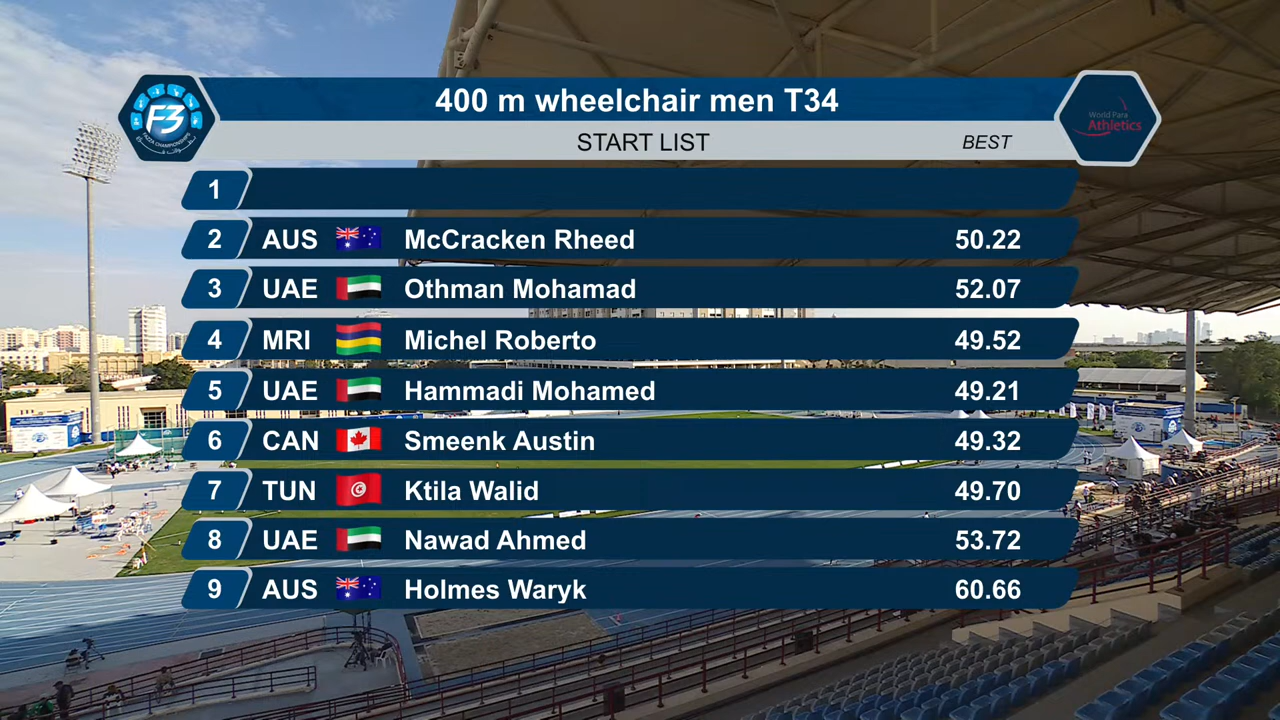 400 m wheelchair men T34
START LIST BEST
F3
FAZZA CHAMPIONSHIPS
World Para
Athletics
1
2 AUS McCracken Rheed 50.22
3 UAE Othman Mohamad 52.07
4 MRI Michel Roberto 49.52
5 UAE Hammadi Mohamed 49.21
6 CAN Smeenk Austin 49.32
7 TUN Ktila Walid 49.70
8 UAE Nawad Ahmed 53.72
9 AUS Holmes Waryk 60.66